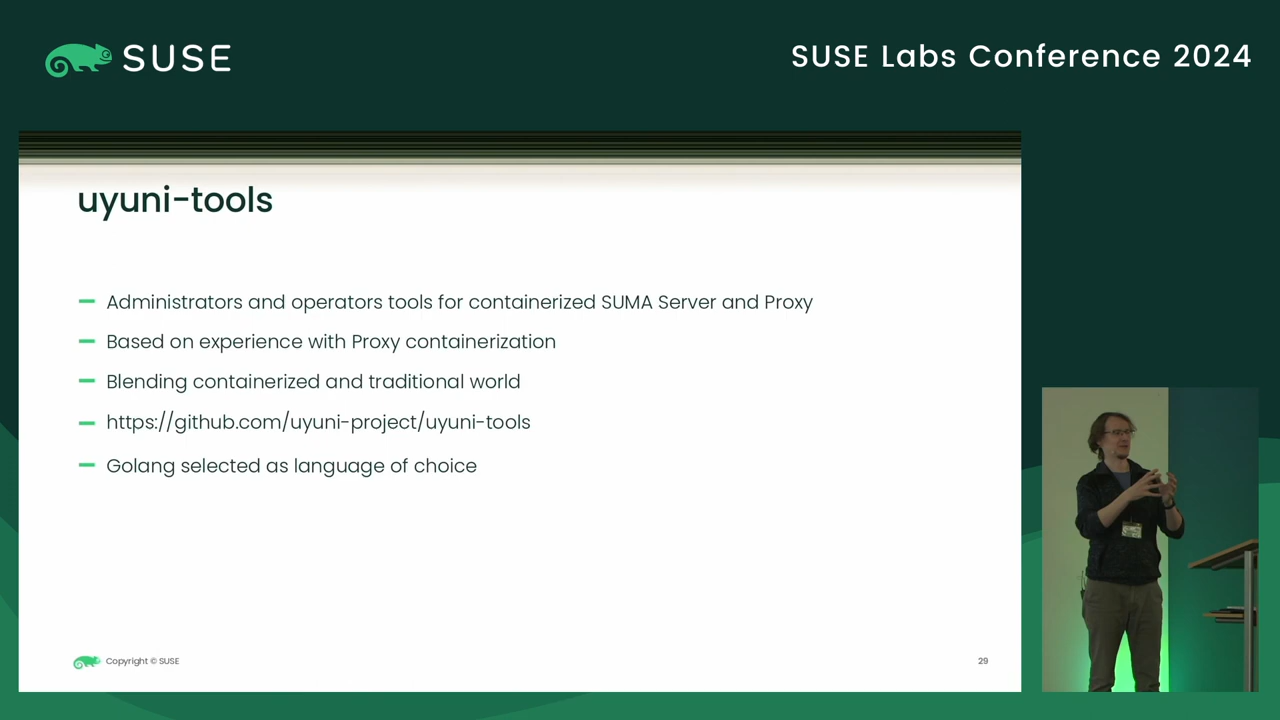 SUSE
SUSE Labs Conference 2024
uyuni-tools
Administrators and operators tools for containerized SUMA Server and Proxy
Based on experience with Proxy containerization
Blending containerized and traditional world
https://github.com/uyuni-project/uyuni-tools
Golang selected as language of choice
Copyright © SUSE
29